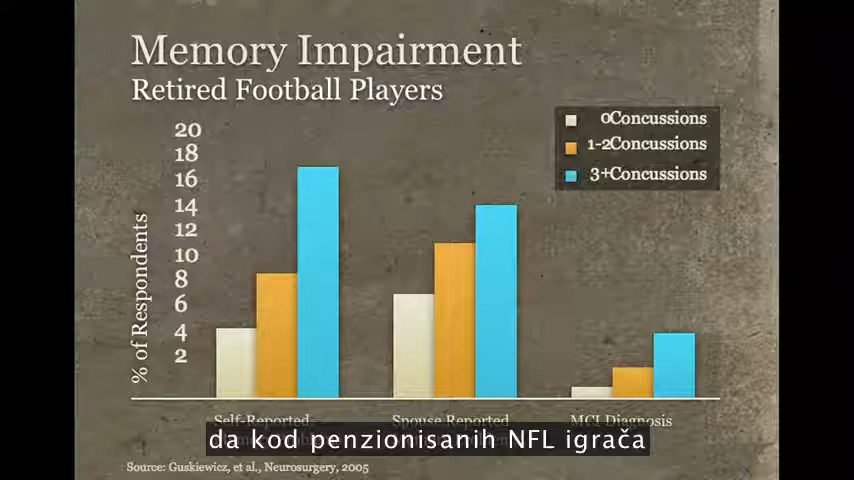 Memory Impairment
Retired Football Players
0Concussions
1-2Concussions
3+Concussions
% of Respondents
20
18
16
14
12
10
8
6
4
2
Self-Reported
Spouse Reported
MCI Diagnosis
da kod penzionisanih NFL igrača
Source: Guskiewicz, et al., Neurosurgery, 2005